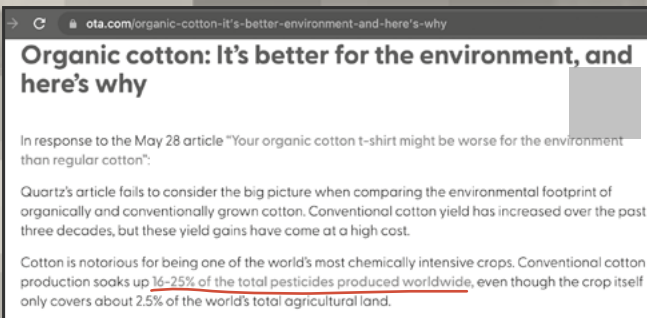 ota.com/organic-cotton-it's-better-environment-and-here's-why
Organic cotton: It's better for the environment, and
here's why
In response to the May 28 article "Your organic cotton t-shirt might be worse for the environment
than regular cotton":
Quartz's article fails to consider the big picture when comparing the environmental footprint of
organically and conventionally grown cotton. Conventional cotton yield has increased over the past
three decades, but these yield gains have come at a high cost.
Cotton is notorious for being one of the world's most chemically intensive crops. Conventional cotton
production soaks up 16-25% of the total pesticides produced worldwide, even though the crop itself
only covers about 2.5% of the world's total agricultural land.